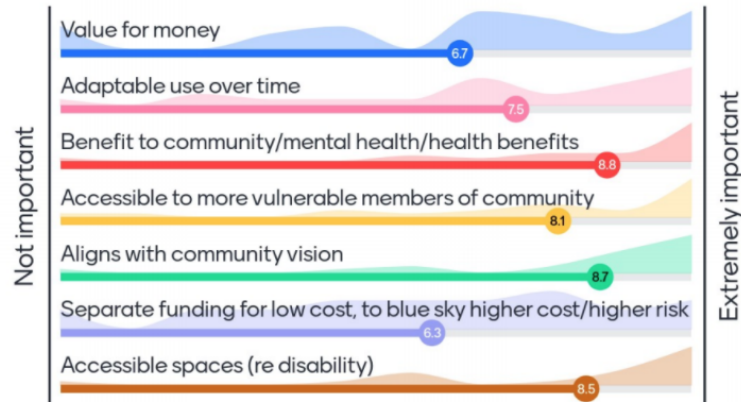 Value for money
6.7
Adaptable use over time
7.5
Benefit to community/mental health/health benefits
8.8
Accessible to more vulnerable members of community
8.1
Aligns with community vision
8.7
Separate funding for low cost, to blue sky higher cost/higher risk
6.3
Accessible spaces (re disability)
8.5
Not important
Extremely important